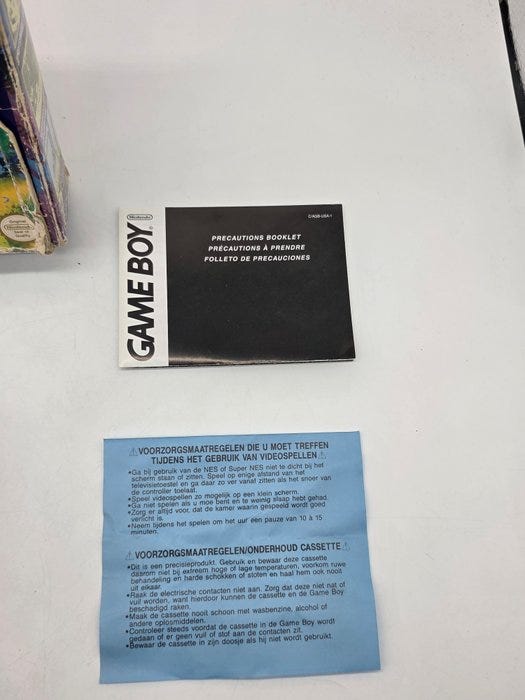 Original
Nintendo
Seal of
Quality
Nintendo
GAME BOY
C/AGB-USA-1
PRECAUTIONS BOOKLET
PRÉCAUTIONS À PRENDRE
FOLLETO DE PRECAUCIONES
⚠VOORZORGSMAATREGELEN DIE U MOET TREFFEN
TIJDENS HET GEBRUIK VAN VIDEOSPELLEN⚠
•Ga bij gebruik van de NES of Super NES niet te dicht bij het
scherm staan of zitten. Speel op enige afstand van het
televisietoestel en ga daar zo ver vanaf zitten als het snoer van
de controller toelaat.
•Speel videospellen zo mogelijk op een klein scherm.
•Ga niet spelen als u moe bent en te weinig slaap hebt gehad.
•Zorg er altijd voor, dat de kamer waarin gespeeld wordt goed
verlicht is.
•Neem tijdens het spelen om het uur een pauze van 10 à 15
minuten.
⚠VOORZORGSMAATREGELEN/ONDERHOUD CASSETTE⚠
•Dit is een precisieprodukt. Gebruik en bewaar deze cassette
daarom niet bij extreem hoge of lage temperaturen, voorkom ruwe
behandeling en harde schokken of stoten en haal hem ook nooit
uit elkaar.
•Raak de electrische contacten niet aan. Zorg dat deze niet nat of
vuil worden, want hierdoor kunnen de cassette en de Game Boy
beschadigd raken.
•Maak de cassette nooit schoon met wasbenzine, alcohol of
andere oplosmiddelen.
•Controleer steeds voordat de cassette in de Game Boy wordt
gedaan of er geen vuil of stof aan de contacten zit.
•Bewaar de cassette in zijn doosje als hij niet wordt gebruikt.